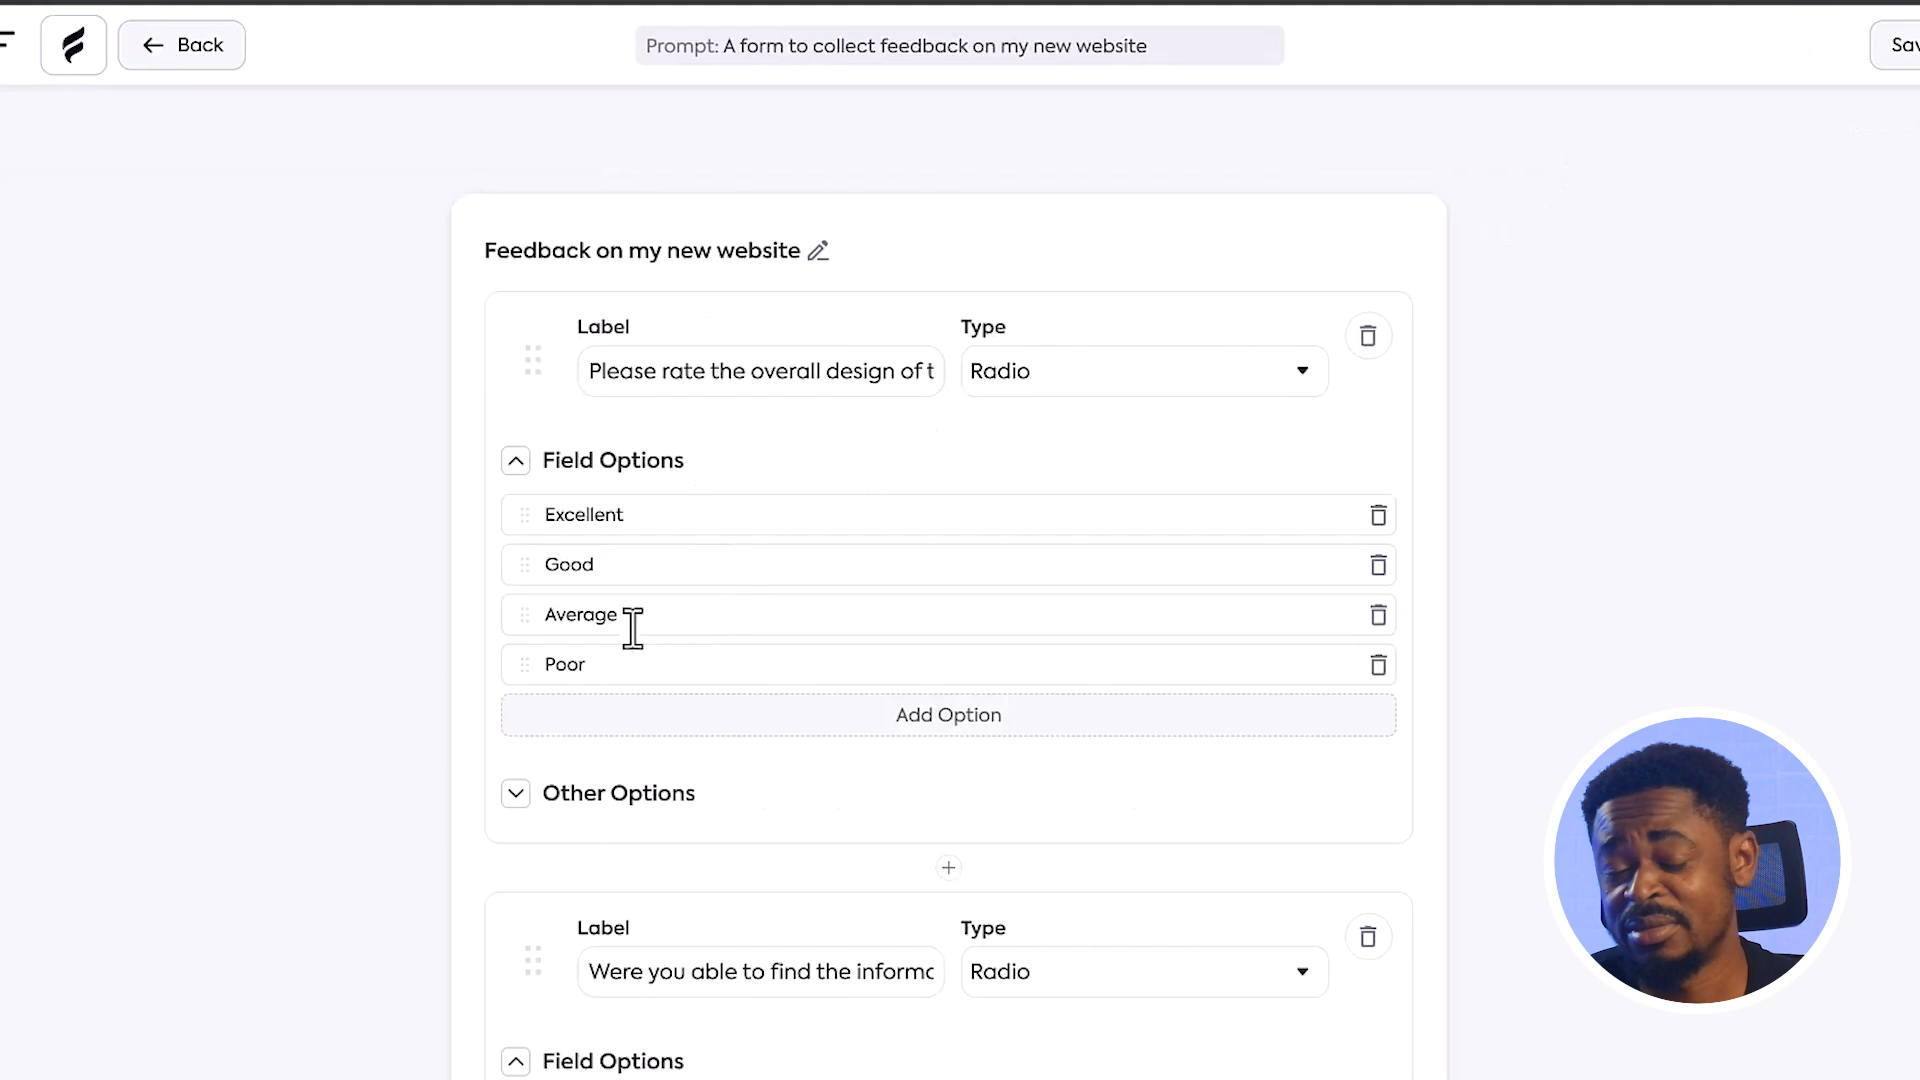 Back
Prompt: A form to collect feedback on my new website
Feedback on my new website
Label
Type
Please rate the overall design of t
Radio
Field Options
Excellent
Good
Average
Poor
Add Option
Other Options
Label
Type
Were you able to find the
Radio
Field Options